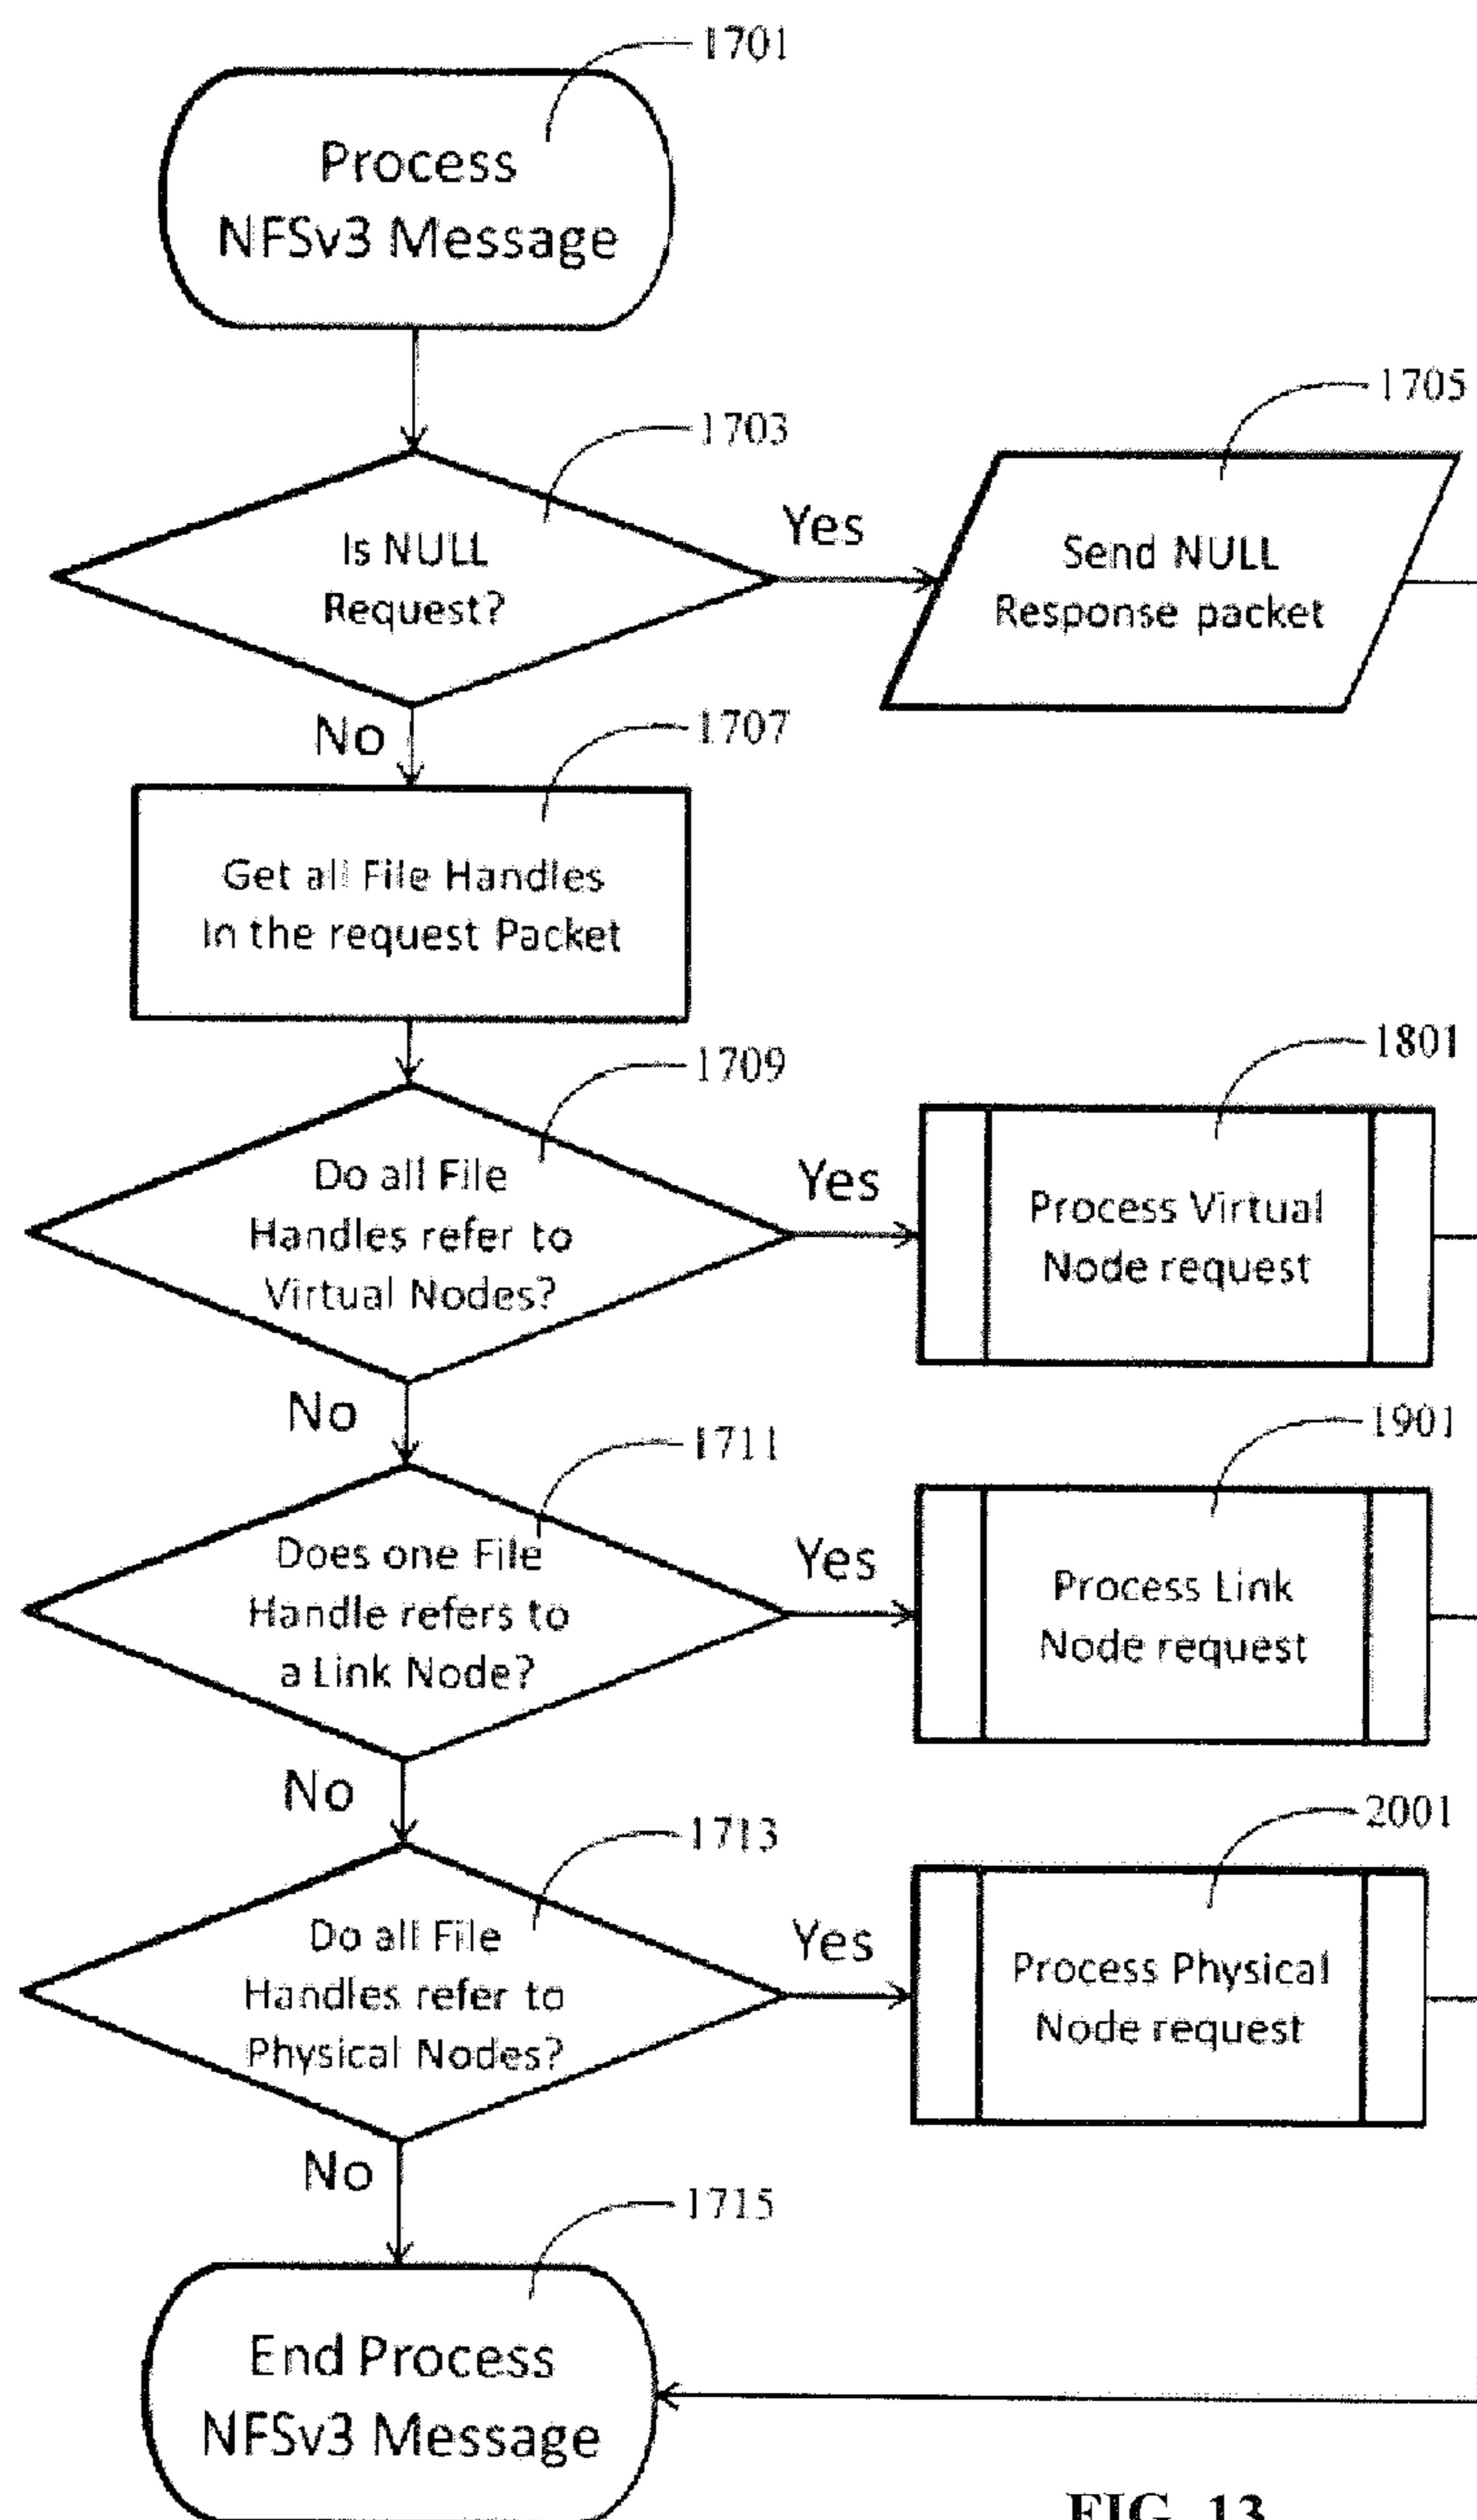 1701
Process
NFSv3 Message
1703
1705
Is NULL
Request?
Yes
Send NULL
Response packet
No
1707
Get all File Handles
In the request Packet
1709
1801
Do all File
Handles refer to
Virtual Nodes?
Yes
Process Virtual
Node request
No
1711
1901
Does one File
Handle refers to
a Link Node?
Yes
Process Link
Node request
No
1713
2001
Do all File
Handles refer to
Physical Nodes?
Yes
Process Physical
Node request
No
1715
End Process
NFSv3 Message
FIG. 13